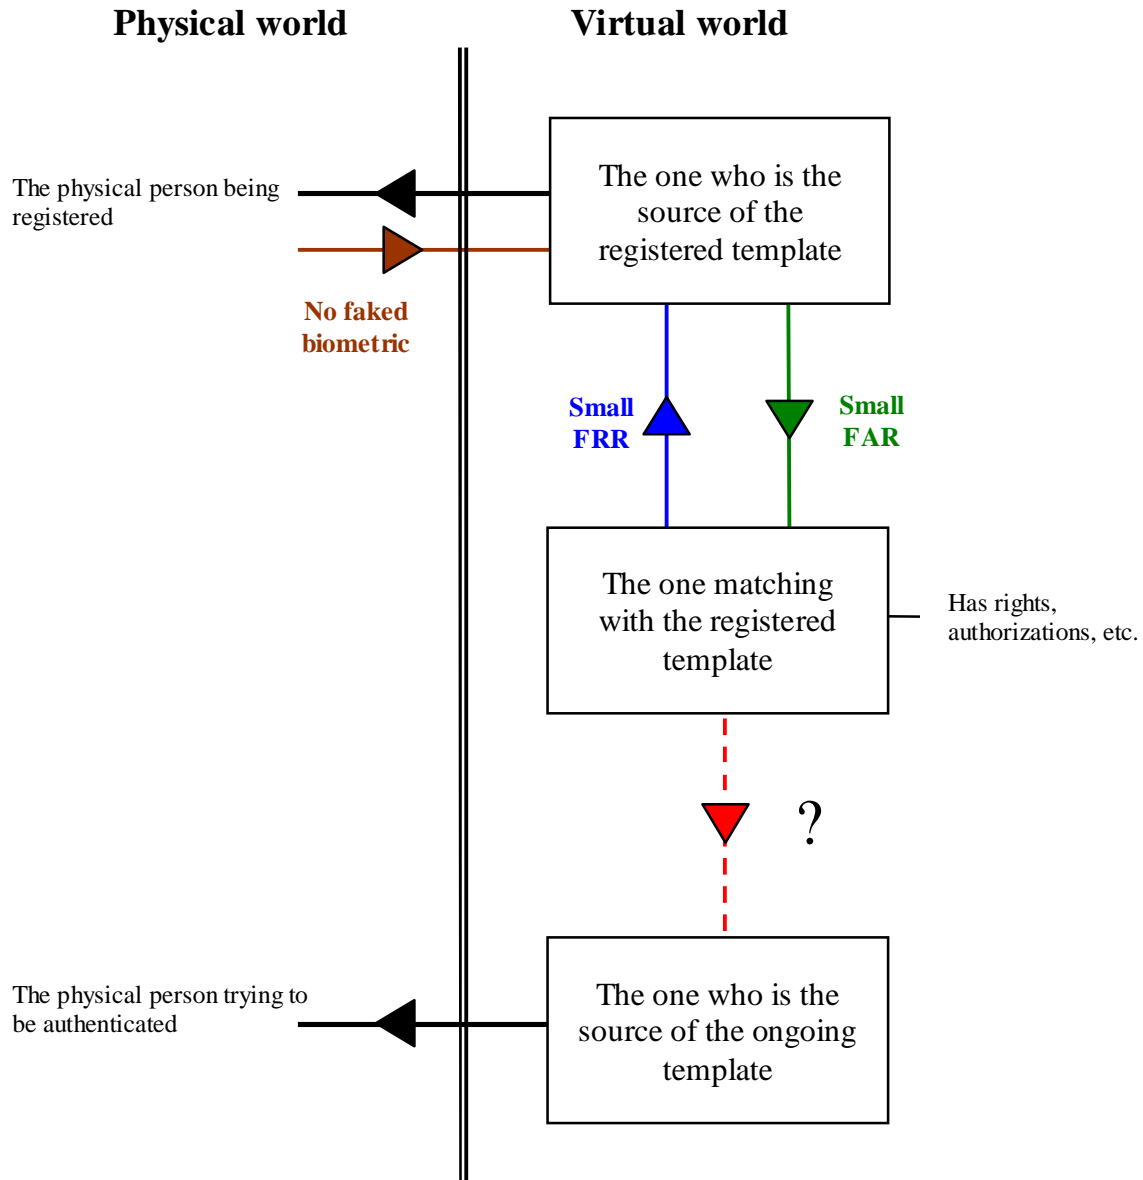 Physical world
Virtual world
The physical person being
registered
The one who is the
source of the
registered template
No faked
biometric
Small
FRR
Small
FAR
The one matching
with the registered
template
Has rights,
authorizations, etc.
?
The physical person trying to
be authenticated
The one who is the
source of the ongoing
template